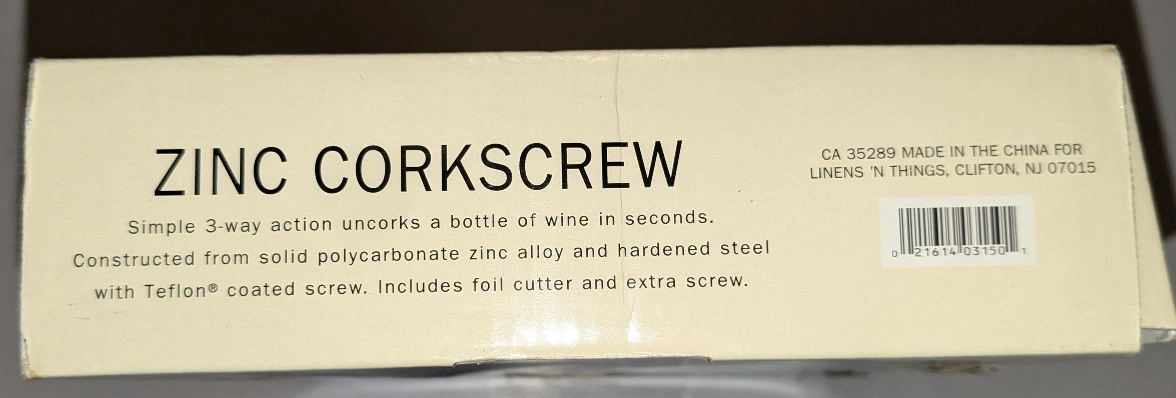 ZINC CORKSCREW
Simple 3-way action uncorks a bottle of wine in seconds.
Constructed from solid polycarbonate zinc alloy and hardened steel
with Teflon® coated screw. Includes foil cutter and extra screw.
CA 35289 MADE IN THE CHINA FOR
LINENS 'N THINGS, CLIFTON, NJ 07015
0 21614 03150 1